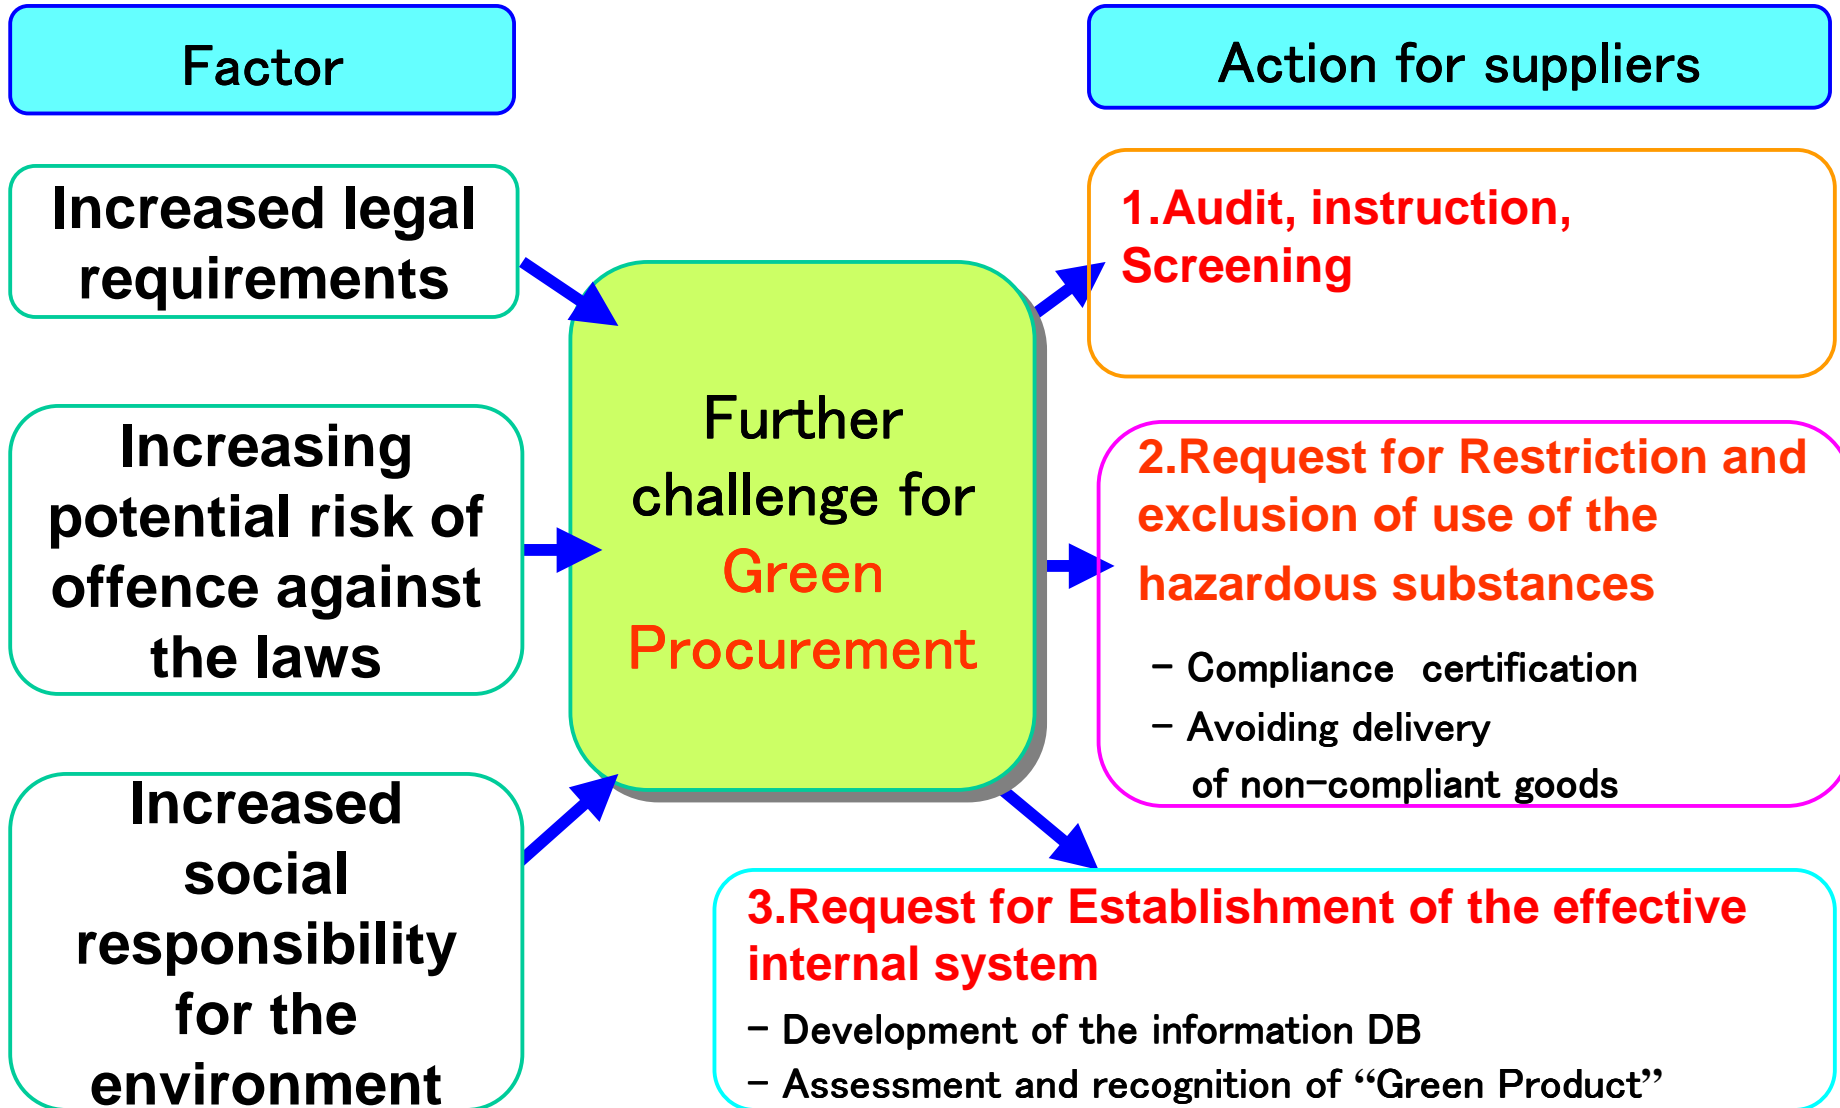 Factor
Action for suppliers
Increased legal
requirements
Increasing
potential risk of
offence against
the laws
Increased
social
responsibility
for the
environment
Further
challenge for
Green
Procurement
1.Audit, instruction,
Screening
2.Request for Restriction and
exclusion of use of the
hazardous substances
- Compliance certification
- Avoiding delivery
of non-compliant goods
3.Request for Establishment of the effective
internal system
- Development of the information DB
- Assessment and recognition of “Green Product”